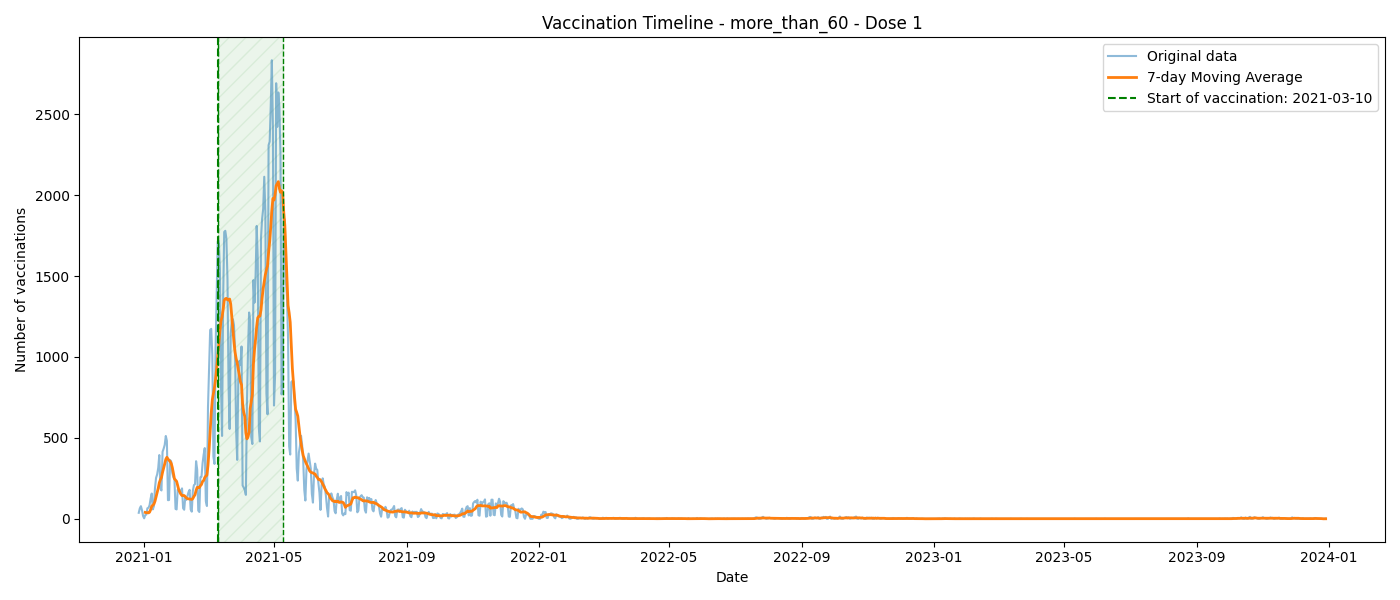 Vaccination Timeline - more_than_60 - Dose 1
Original data
7-day Moving Average
Start of vaccination: 2021-03-10
Number of vaccinations
2500
2000
1500
1000
500
0
2021-01 2021-05 2021-09 2022-01 2022-05 2022-09 2023-01 2023-05 2023-09 2024-01
Date